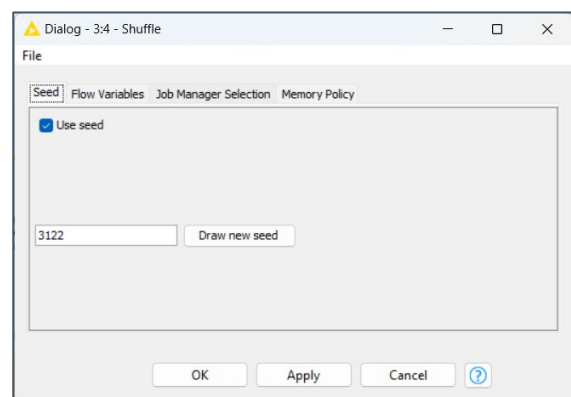 Dialog - 3:4 - Shuffle
File
Seed Flow Variables Job Manager Selection Memory Policy
Use seed
3122 Draw new seed
OK Apply Cancel ?